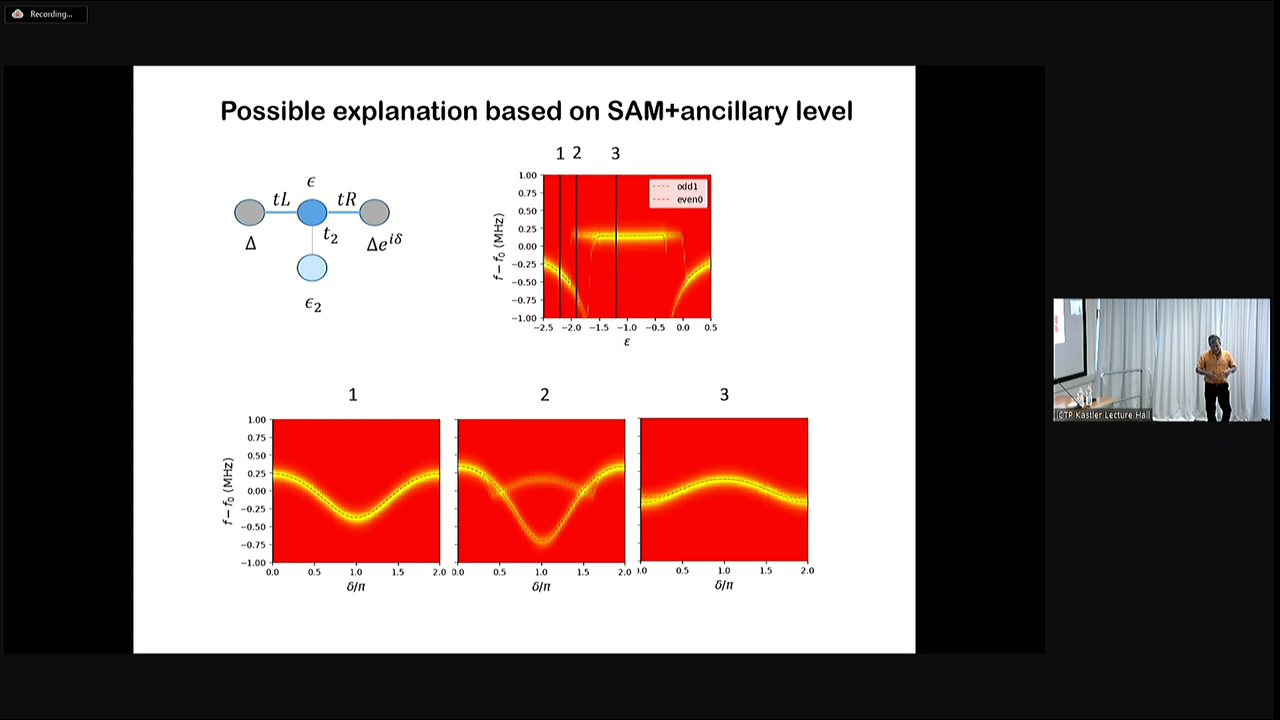 Recording...
Possible explanation based on SAM+ancillary level
ϵ
tL
tR
Δ
t₂
Δe^{iδ}
ϵ₂
1 2 3
1.00
0.75
0.50
0.25
0.00
−0.25
−0.50
−0.75
−1.00
f − f₀ (MHz)
odd1
even0
−2.5 −2.0 −1.5 −1.0 −0.5 0.0 0.5
ε
1
2
3
1.00
0.75
0.50
0.25
0.00
−0.25
−0.50
−0.75
−1.00
f − f₀ (MHz)
0.0 0.5 1.0 1.5 2.0
δ/π
0.0 0.5 1.0 1.5 2.0
δ/π
0.5 1.0 1.5 2.0
δ/π
ICTP Kastler Lecture Hall